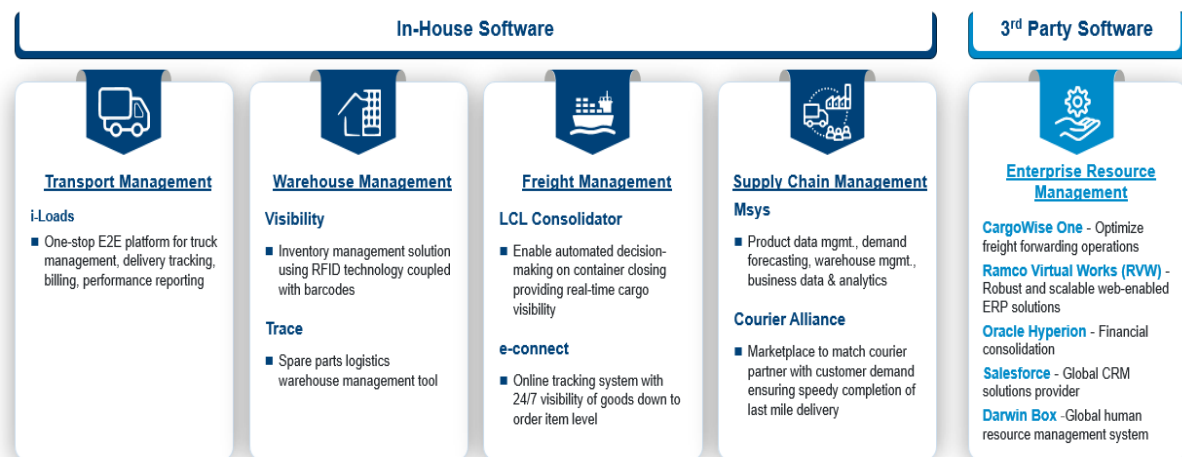 In-House Software
3rd Party Software
Transport Management
i-Loads
■ One-stop E2E platform for truck
management, delivery tracking,
billing, performance reporting
Warehouse Management
Visibility
■ Inventory management solution
using RFID technology coupled
with barcodes
Trace
■ Spare parts logistics
warehouse management tool
Freight Management
LCL Consolidator
■ Enable automated decision-
making on container closing
providing real-time cargo
visibility
e-connect
■ Online tracking system with
24/7 visibility of goods down to
order item level
Supply Chain Management
Msys
■ Product data mgmt., demand
forecasting, warehouse mgmt.,
business data & analytics
Courier Alliance
■ Marketplace to match courier
partner with customer demand
ensuring speedy completion of
last mile delivery
Enterprise Resource
Management
CargoWise One - Optimize
freight forwarding operations
Ramco Virtual Works (RVW) -
Robust and scalable web-enabled
ERP solutions
Oracle Hyperion - Financial
consolidation
Salesforce - Global CRM
solutions provider
Darwin Box -Global human
resource management system